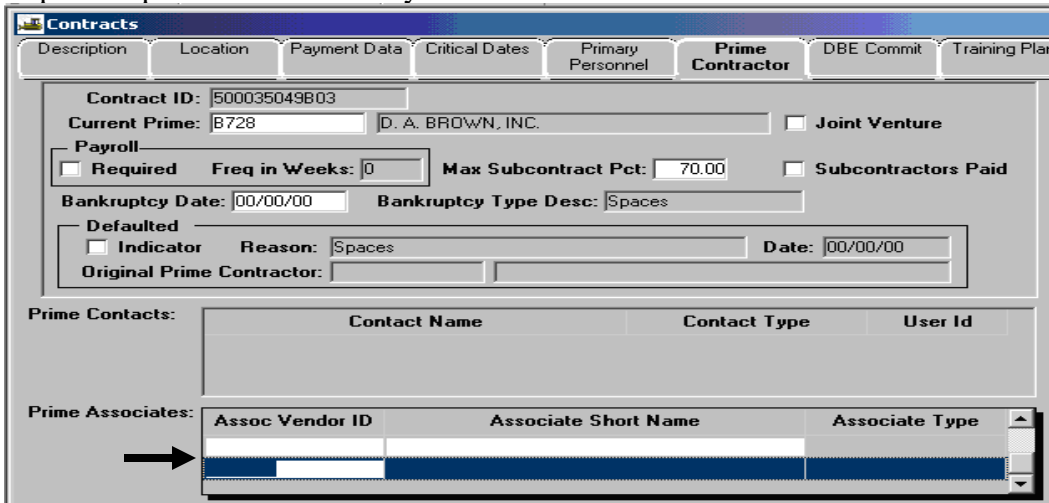 Contracts
Description Location Payment Data Critical Dates Primary Personnel Prime Contractor DBE Commit Training Plan
Contract ID: 500035049B03
Current Prime: B728 D. A. BROWN, INC. Joint Venture
Payroll
Required Freq in Weeks: 0 Max Subcontract Pct: 70.00 Subcontractors Paid
Bankruptcy Date: 00/00/00 Bankruptcy Type Desc: Spaces
Defaulted
Indicator Reason: Spaces Date: 00/00/00
Original Prime Contractor:
Prime Contacts: Contact Name Contact Type User Id
Prime Associates: Assoc Vendor ID Associate Short Name Associate Type